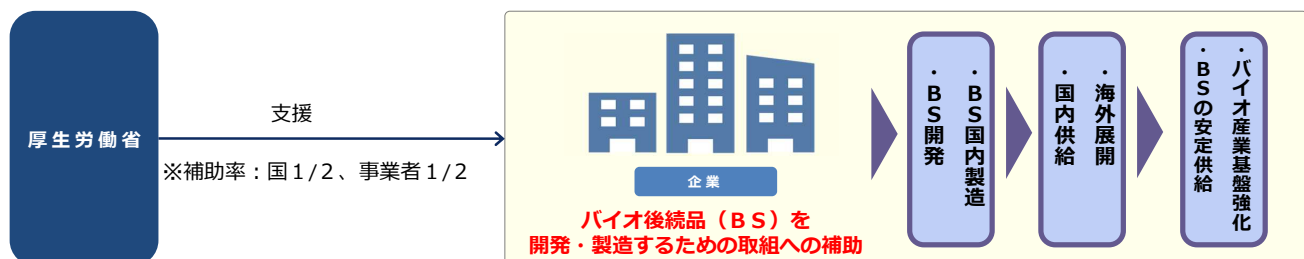 厚生労働省
支援
※補助率：国１/２、事業者１/２
企業
バイオ後続品（ＢＳ）を
開発・製造するための取組への補助
・ＢＳ国内製造
・ＢＳ開発
・海外展開
・国内供給
・バイオ産業基盤強化
・ＢＳの安定供給